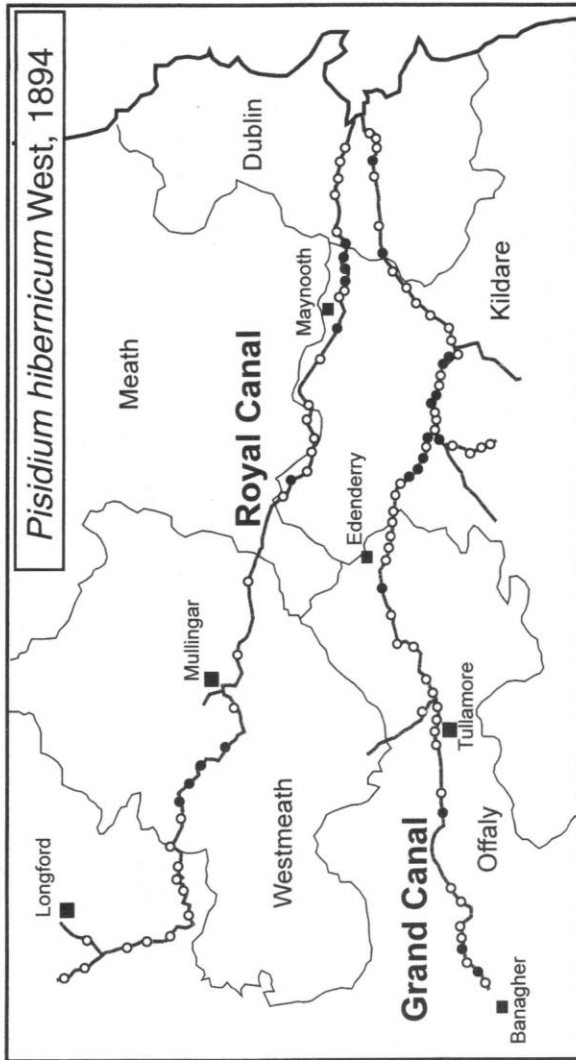 Pisidium hibernicum West, 1894
Longford
Mullingar
Meath
Dublin
Royal Canal
Maynooth
Westmeath
Edenderry
Kildare
Grand Canal
Tullamore
Offaly
Banagher